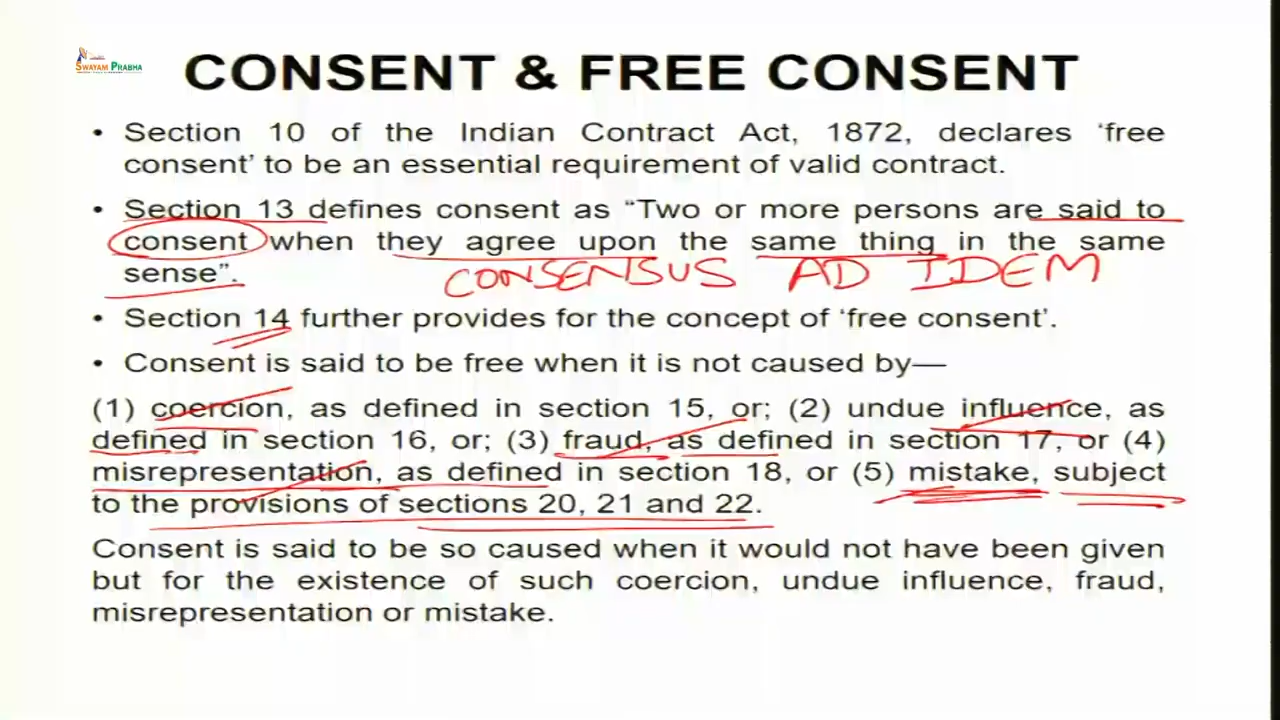 SWAYAM PRABHA
CONSENT & FREE CONSENT
• Section 10 of the Indian Contract Act, 1872, declares ‘free
consent’ to be an essential requirement of valid contract.
• Section 13 defines consent as “Two or more persons are said to
consent when they agree upon the same thing in the same
sense”.
CONSENSUS AD IDEM
• Section 14 further provides for the concept of ‘free consent’.
• Consent is said to be free when it is not caused by—
(1) coercion, as defined in section 15, or; (2) undue influence, as
defined in section 16, or; (3) fraud, as defined in section 17, or (4)
misrepresentation, as defined in section 18, or (5) mistake, subject
to the provisions of sections 20, 21 and 22.
Consent is said to be so caused when it would not have been given
but for the existence of such coercion, undue influence, fraud,
misrepresentation or mistake.